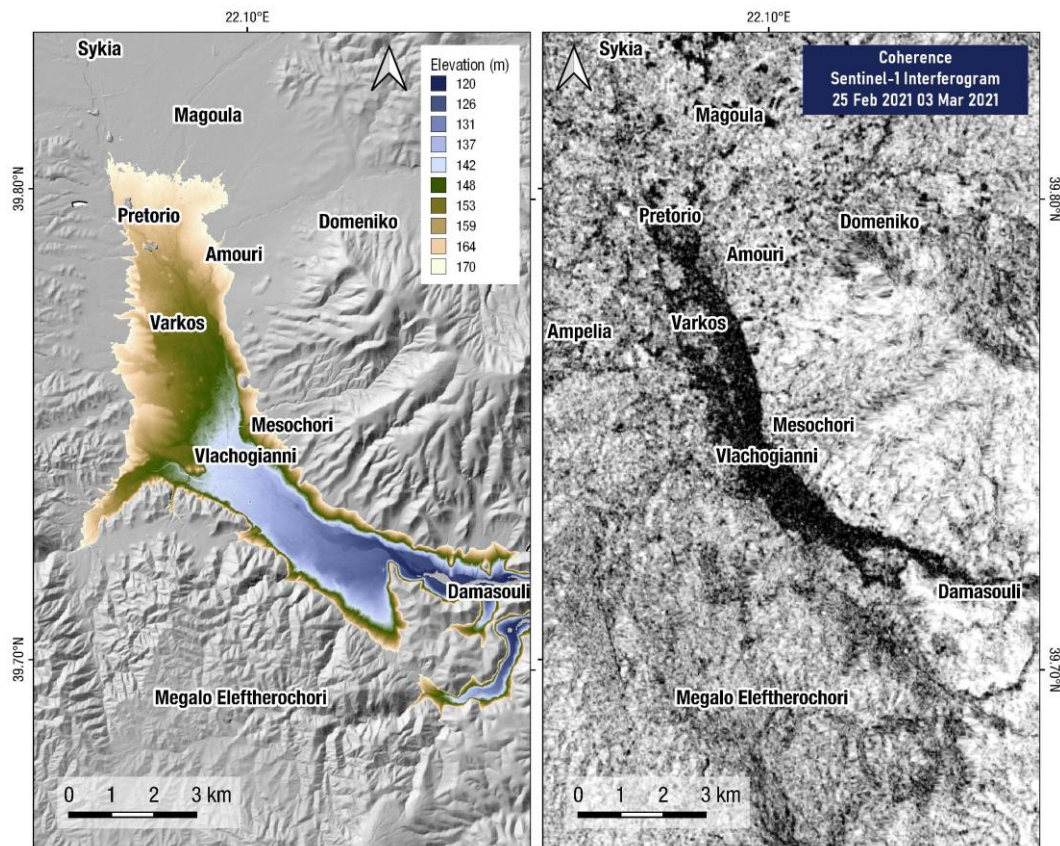 22.10°E
Sykia
Magoula
Elevation (m)
120
126
131
137
142
148
153
159
164
170
39.80°N
Pretorio
Domeniko
Amouri
Varkos
Mesochori
Vlachogianni
Damasouli
39.70°N
Megalo Eleftherochori
0 1 2 3 km
22.10°E
Sykia
Coherence
Sentinel-1 Interferogram
25 Feb 2021 03 Mar 2021
Magoula
39.80°N
Pretorio
Domeniko
Amouri
Ampelia
Varkos
Mesochori
Vlachogianni
Damasouli
39.70°N
Megalo Eleftherochori
0 1 2 3 km